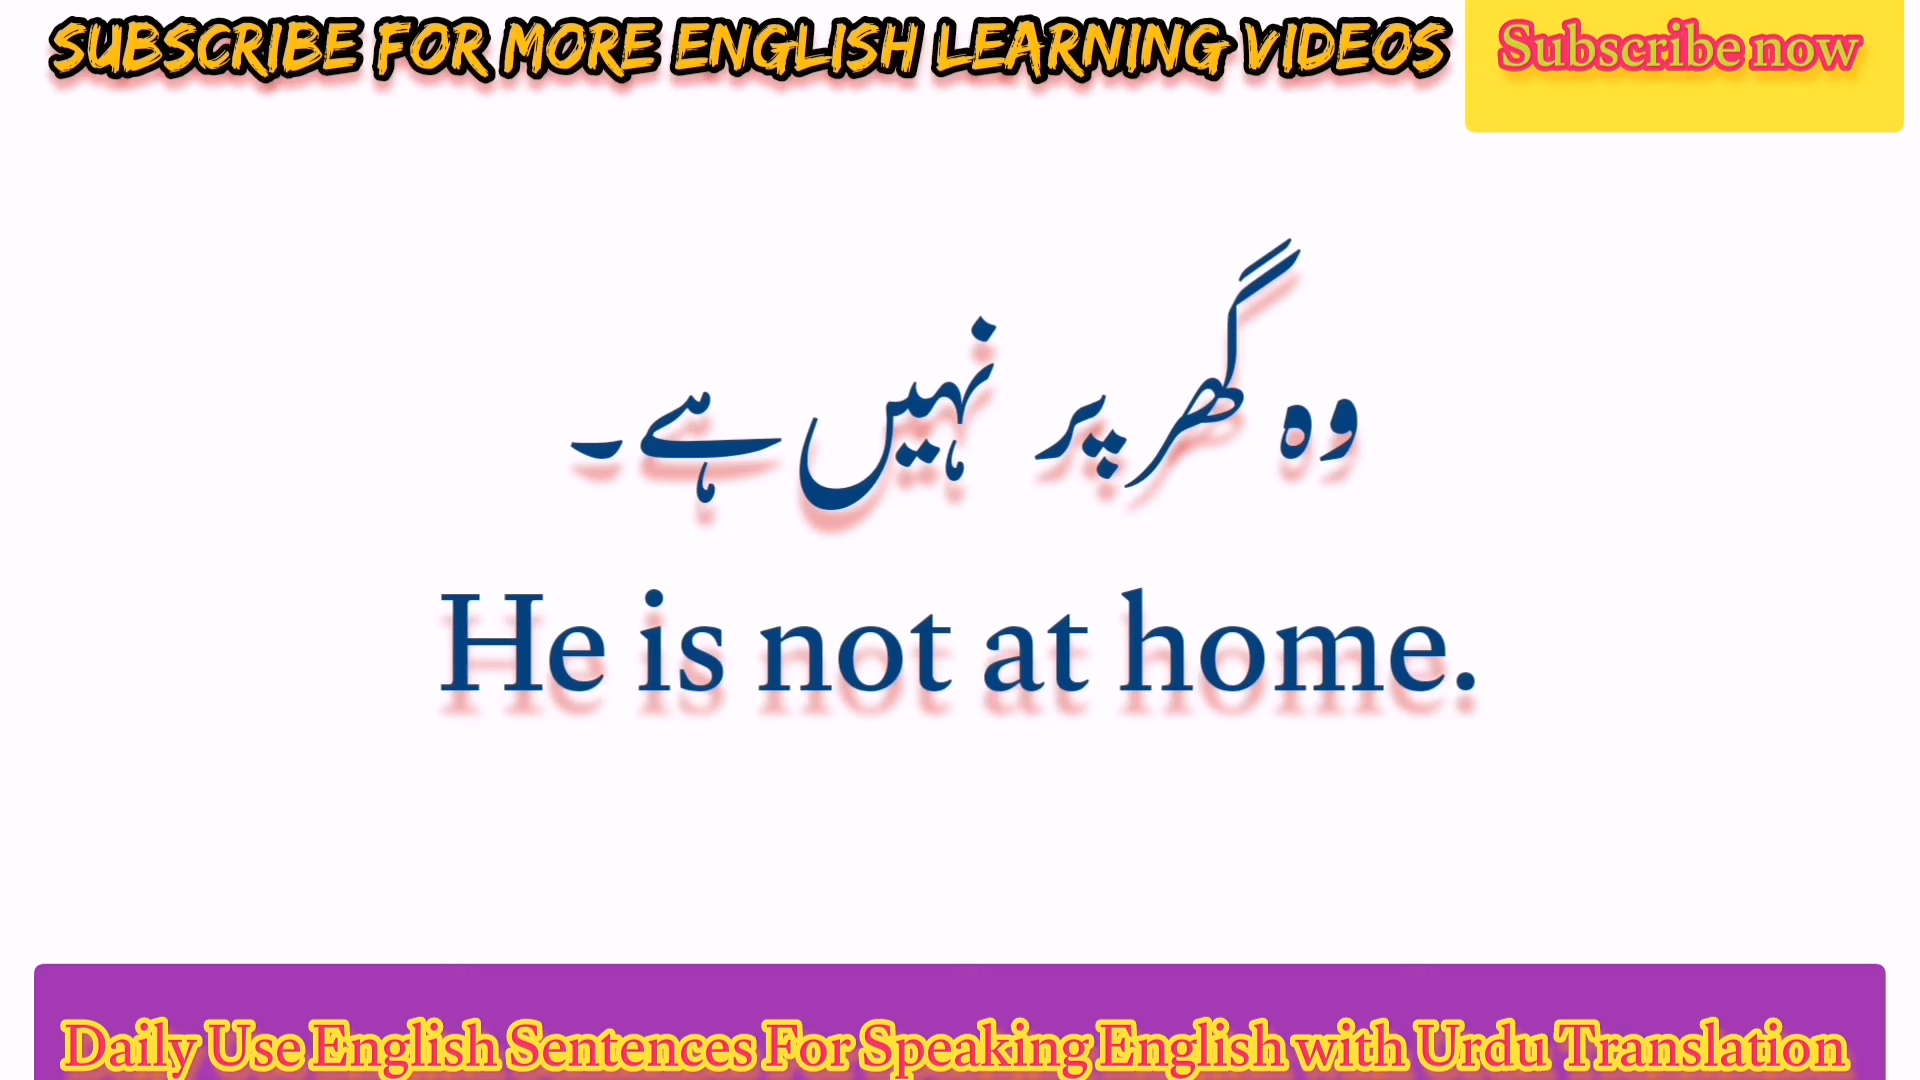 SUBSCRIBE FOR MORE ENGLISH LEARNING VIDEOS
Subscribe now
وہ گھر پر نہیں ہے۔
He is not at home.
Daily Use English Sentences For Speaking English with Urdu Translation